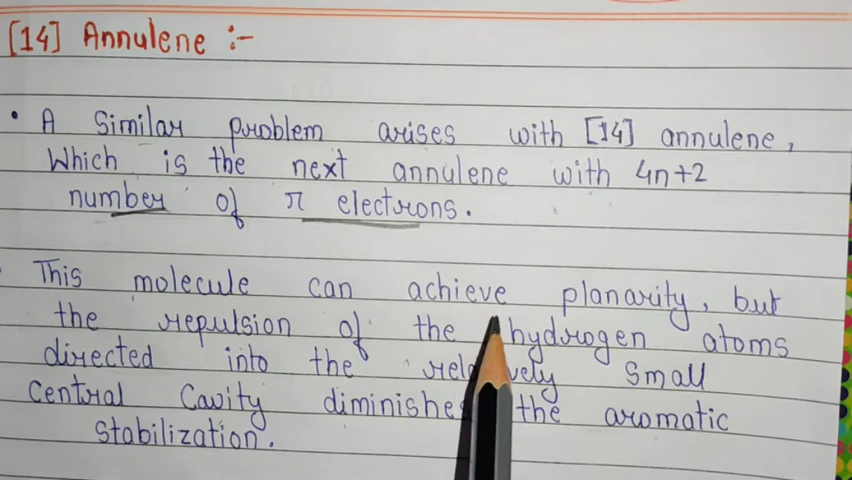 [14] Annulene :-
• A Similar problem arises with [14] annulene,
Which is the next annulene with 4n+2
number of π electrons.
This molecule can achieve planarity, but
the repulsion of the hydrogen atoms
directed into the small
Central Cavity diminishes the aromatic
stabilization.